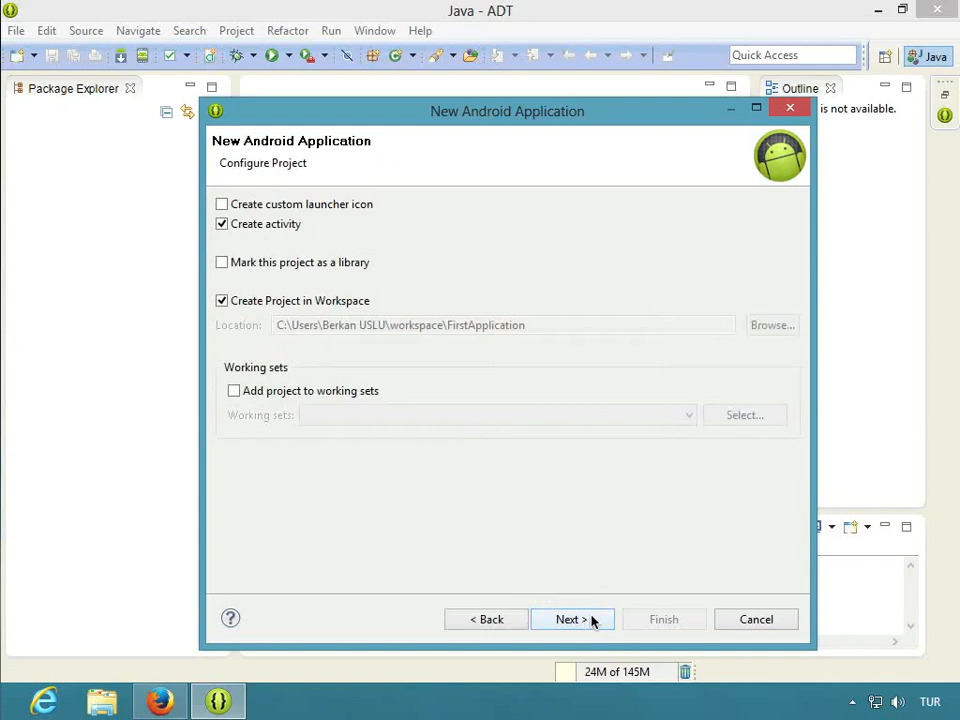 Java - ADT
File Edit Source Navigate Search Project Refactor Run Window Help
Quick Access
Java
Package Explorer
Outline
New Android Application
is not available.
New Android Application
Configure Project
Create custom launcher icon
Create activity
Mark this project as a library
Create Project in Workspace
Location: C:\Users\Berkan USLU\workspace\FirstApplication Browse...
Working sets
Add project to working sets
Working sets: Select...
< Back Next > Finish Cancel
24M of 145M
TUR